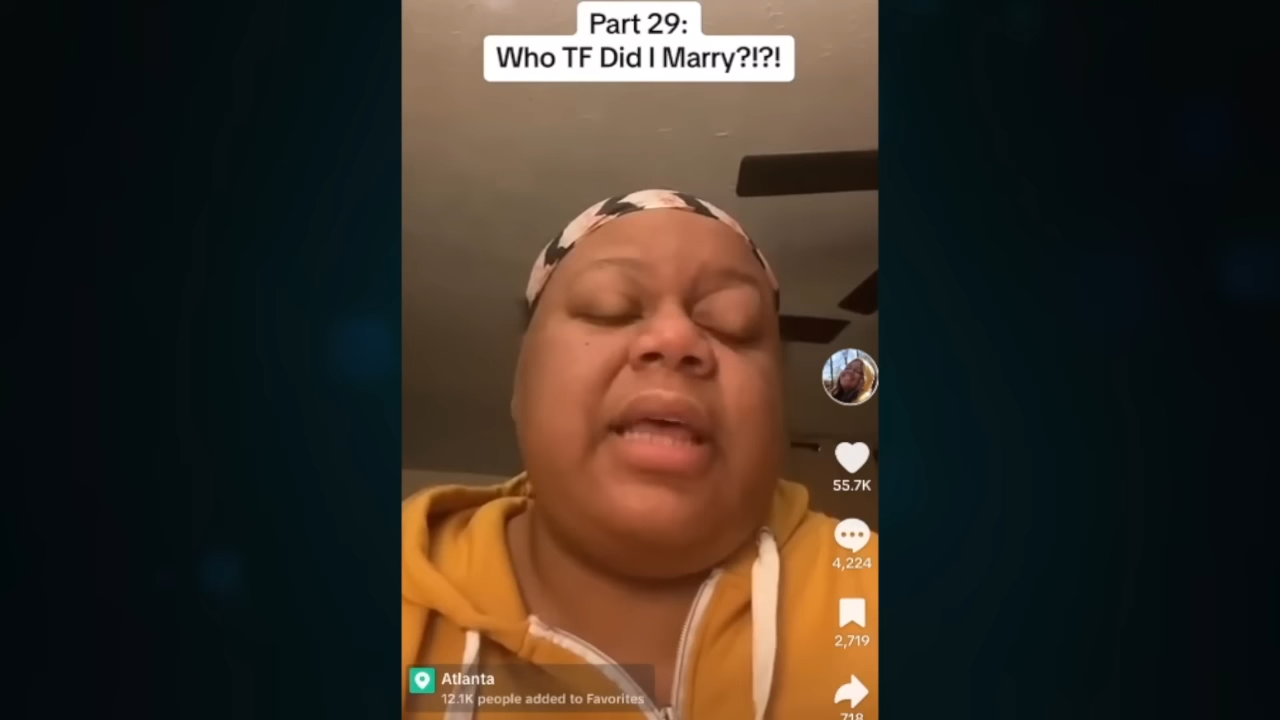 Part 29:
Who TF Did I Marry?!?!
55.7K
4,224
2,719
Atlanta
12.1K people added to Favorites
718